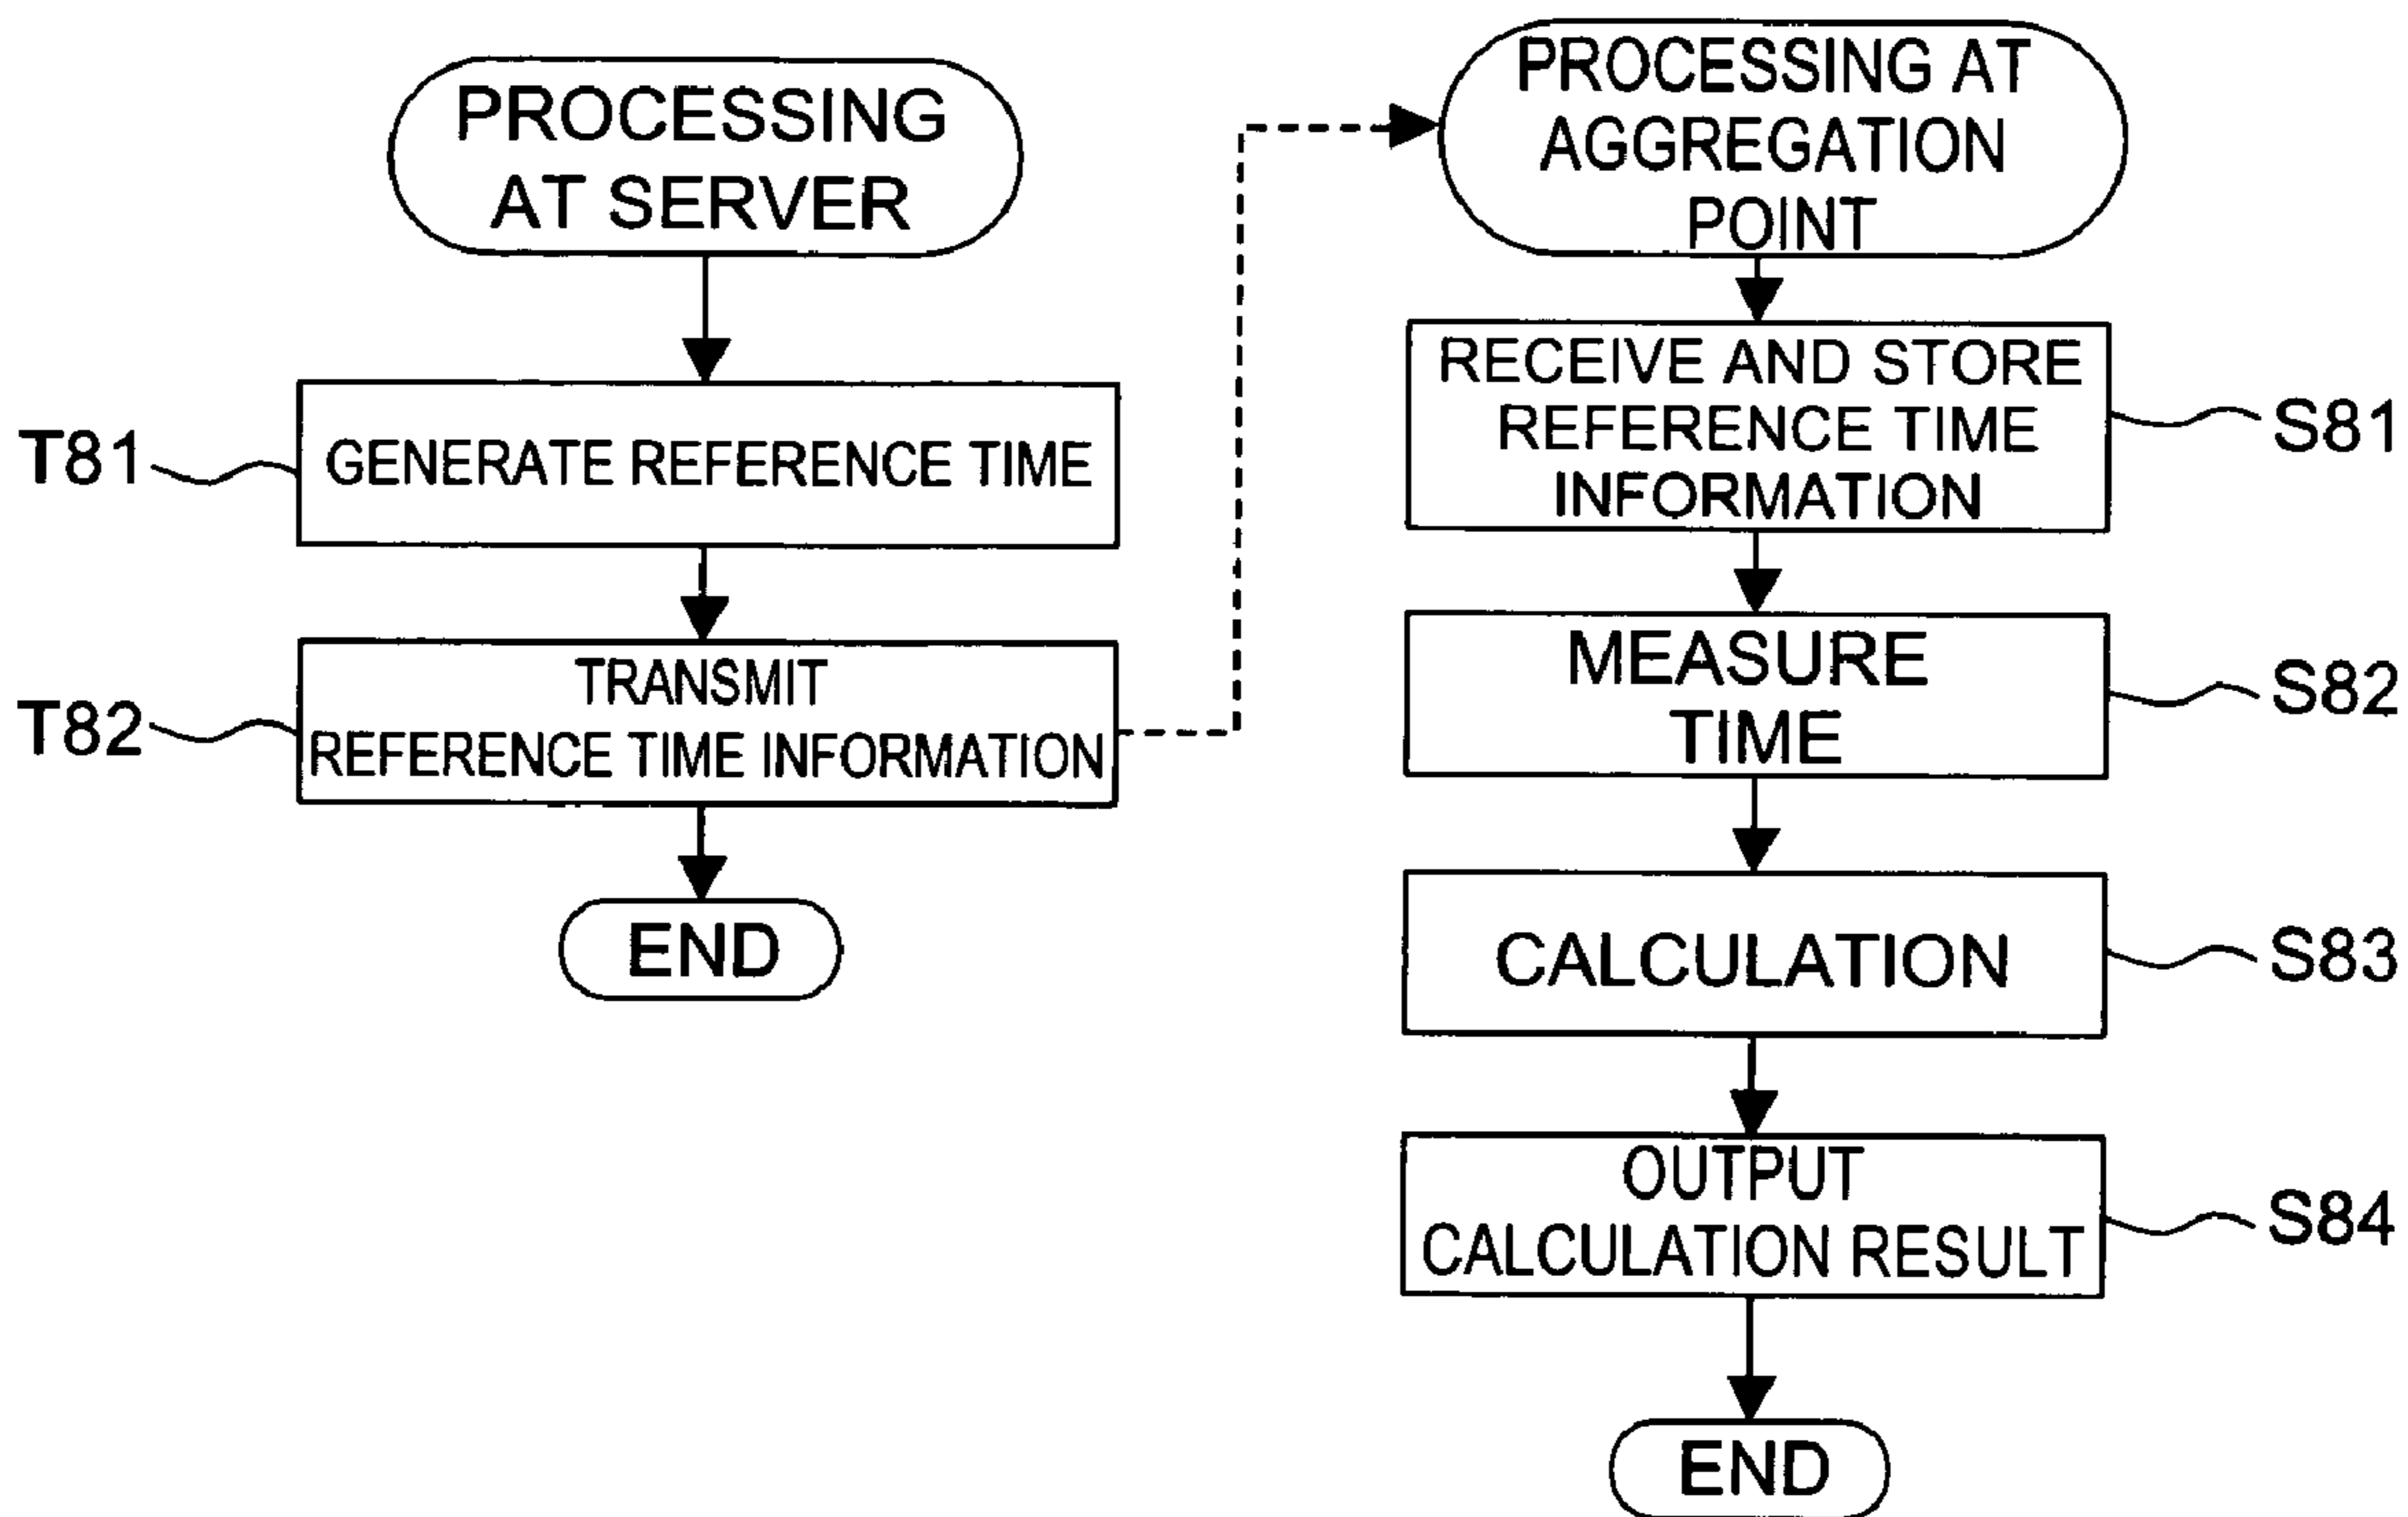 PROCESSING
AT SERVER
T81
GENERATE REFERENCE TIME
T82
TRANSMIT
REFERENCE TIME INFORMATION
END
PROCESSING AT
AGGREGATION
POINT
RECEIVE AND STORE
REFERENCE TIME
INFORMATION
S81
MEASURE
TIME
S82
CALCULATION
S83
OUTPUT
CALCULATION RESULT
S84
END